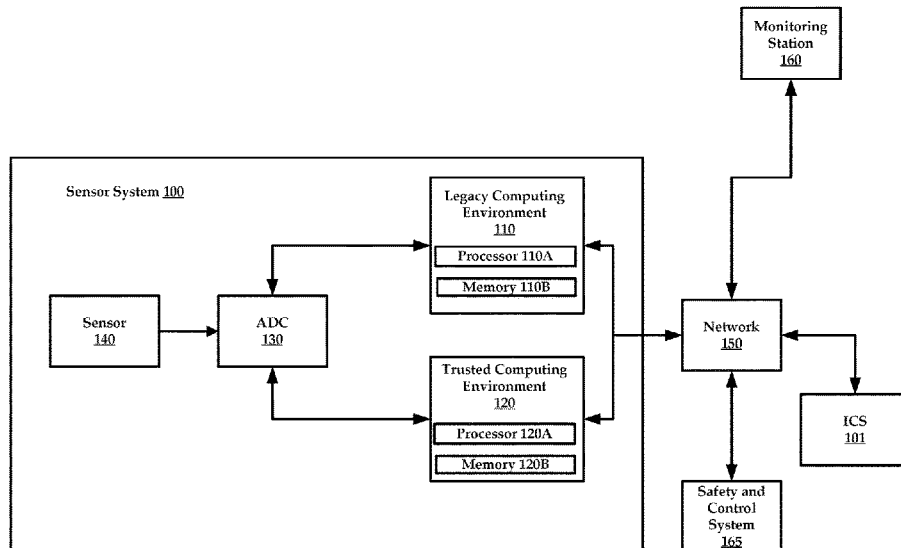 Monitoring
Station
160
Sensor System 100
Legacy Computing
Environment
110
Processor 110A
Memory 110B
Sensor
140
ADC
130
Network
150
Trusted Computing
Environment
120
Processor 120A
Memory 120B
ICS
101
Safety and
Control
System
165